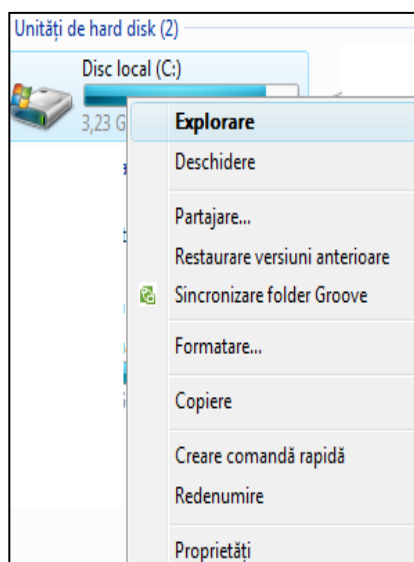 Unități de hard disk (2)
Disc local (C:)
3,23 G
Explorare
Deschidere
Partajare...
Restaurare versiuni anterioare
Sincronizare folder Groove
Formatare...
Copiere
Creare comandă rapidă
Redenumire
Proprietăți